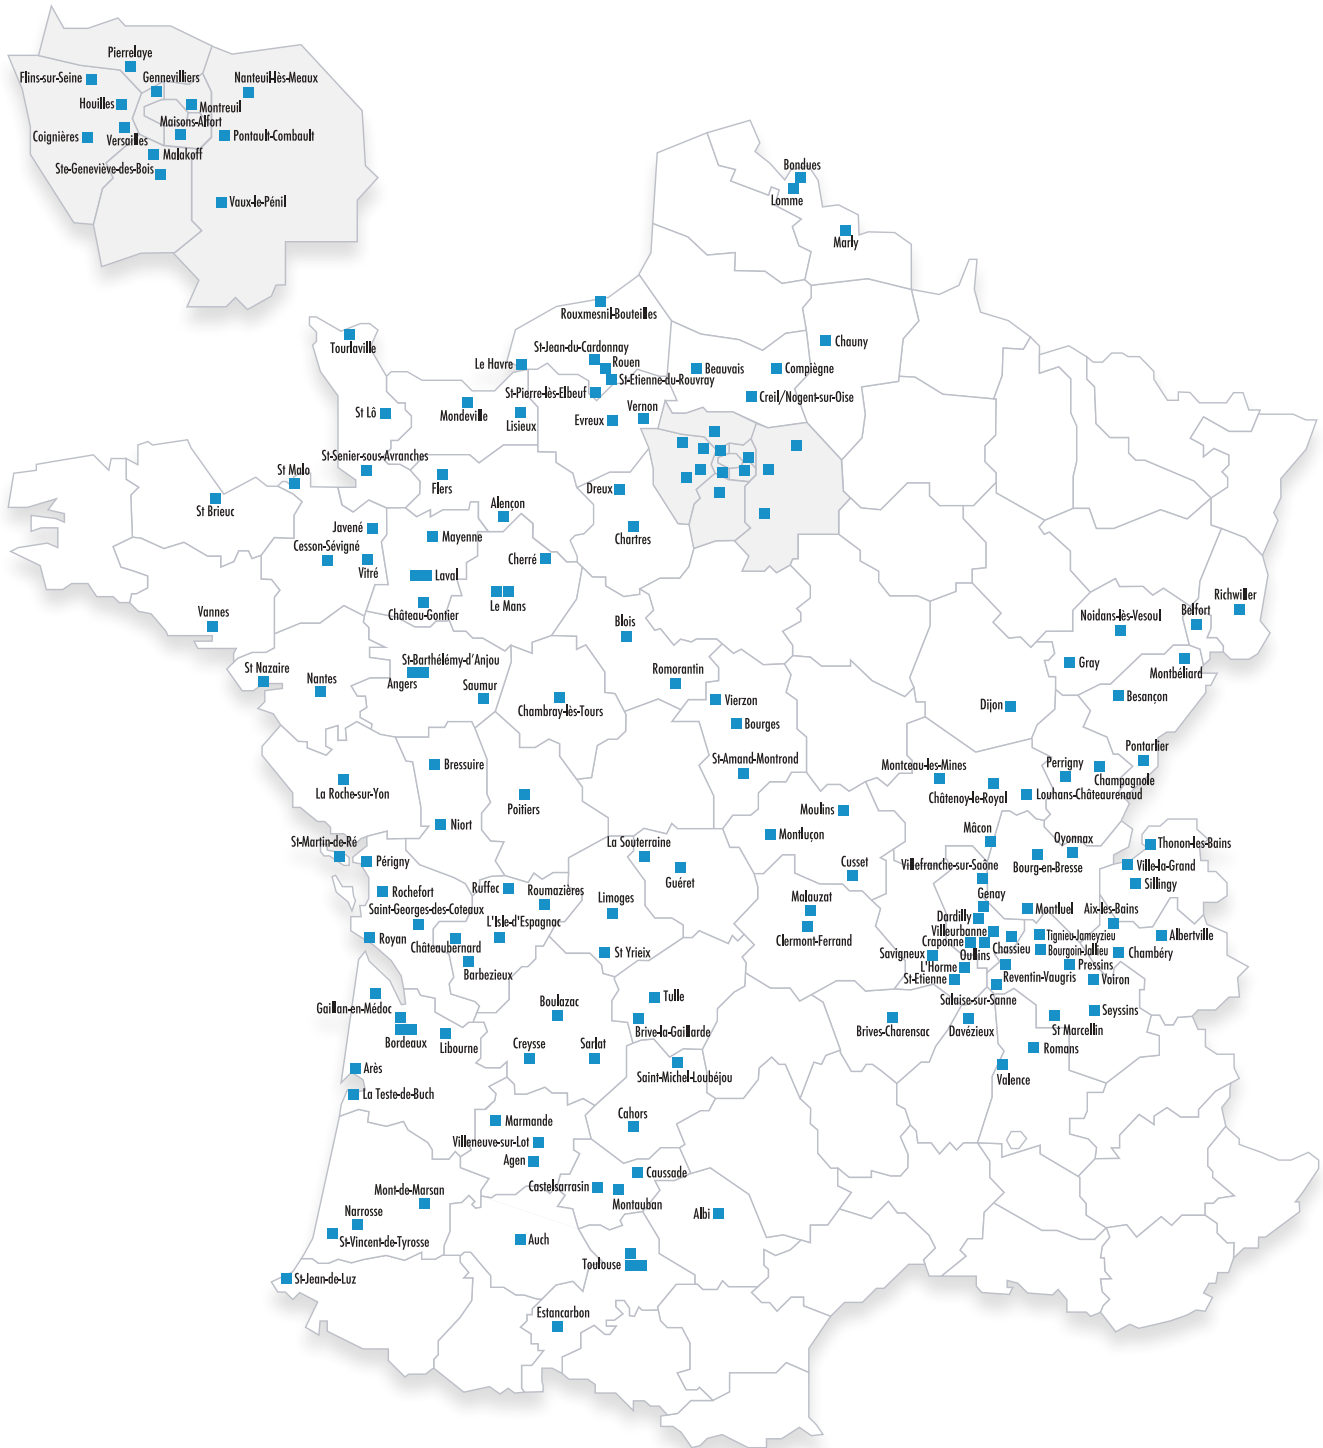 Pierrelaye
Flins-sur-Seine
Gennevilliers
Nanteuil-lès-Meaux
Houilles
Montreuil
Maisons-Alfort
Coignières
Versailles
Pontault-Combault
Malakoff
Ste-Geneviève-des-Bois
Vaux-le-Pénil
Bondues
Lomme
Marly
Rouxmesnil-Bouteilles
Tourlaville
St-Jean-du-Cardonnay
Chauny
Le Havre
Rouen
Beauvais
Compiègne
St-Etienne-du-Rouvray
St-Pierre-lès-Elbeuf
Creil/Nogent-sur-Oise
St Lô
Mondeville
Lisieux
Evreux
Vernon
St-Senier-sous-Avranches
St Malo
Flers
Dreux
St Brieuc
Alençon
Javené
Mayenne
Chartres
Cesson-Sévigné
Vitré
Cherré
Laval
Le Mans
Château-Gontier
Richwiller
Vannes
Blois
Noidans-lès-Vesoul
Belfort
St Nazaire
St-Barthélémy-d'Anjou
Gray
Montbéliard
Nantes
Angers
Saumur
Romorantin
Chambray-lès-Tours
Vierzon
Besançon
Dijon
Bourges
Pontarlier
St-Amand-Montrond
Montceau-les-Mines
Perrigny
Champagnole
Bressuire
La Roche-sur-Yon
Poitiers
Châtenoy-le-Royal
Louhans-Châteaurenaud
Moulins
Niort
Montluçon
Mâcon
Oyonnax
Thonon-les-Bains
St-Martin-de-Ré
La Souterraine
Périgny
Guéret
Cusset
Villefranche-sur-Saône
Bourg-en-Bresse
Ville-la-Grand
Sillingy
Rochefort
Ruffec
Roumazières
Limoges
Malauzat
Genay
Montluel
Aix-les-Bains
Saint-Georges-des-Coteaux
L'Isle-d'Espagnac
Clermont-Ferrand
Dardilly
Villeurbanne
Tignieu-Jameyzieu
Albertville
Royan
Châteaubernard
Craponne
Chassieu
Bourgoin-Jallieu
Chambéry
St Yrieix
Savigneux
Oullins
Barbezieux
L'Horme
Pressins
St-Etienne
Reventin-Vaugris
Voiron
Gaillan-en-Médoc
Boulazac
Tulle
Salaise-sur-Sanne
Seyssins
Bordeaux
Libourne
Brive-la-Gaillarde
Brives-Charensac
Davézieux
St Marcellin
Creysse
Sarlat
Romans
Arès
Saint-Michel-Loubéjou
Valence
La Teste-de-Buch
Marmande
Cahors
Villeneuve-sur-Lot
Agen
Caussade
Castelsarrasin
Mont-de-Marsan
Montauban
Narrosse
Albi
St-Vincent-de-Tyrosse
Auch
Toulouse
St-Jean-de-Luz
Estancarbon